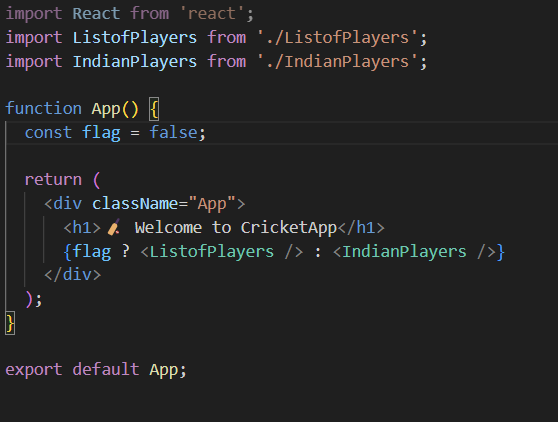 import React from 'react';
import ListofPlayers from './ListofPlayers';
import IndianPlayers from './IndianPlayers';

function App() {
  const flag = false;

  return (
    <div className="App">
      <h1>🏏 Welcome to CricketApp</h1>
      {flag ? <ListofPlayers /> : <IndianPlayers />}
    </div>
  );
}

export default App;